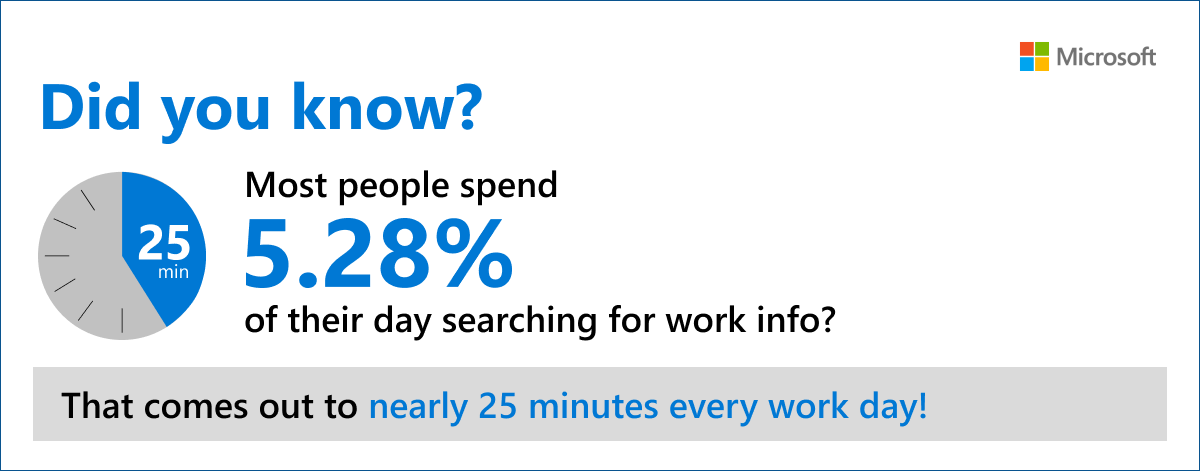 Microsoft
Did you know?
25
min
Most people spend
5.28%
of their day searching for work info?
That comes out to nearly 25 minutes every work day!